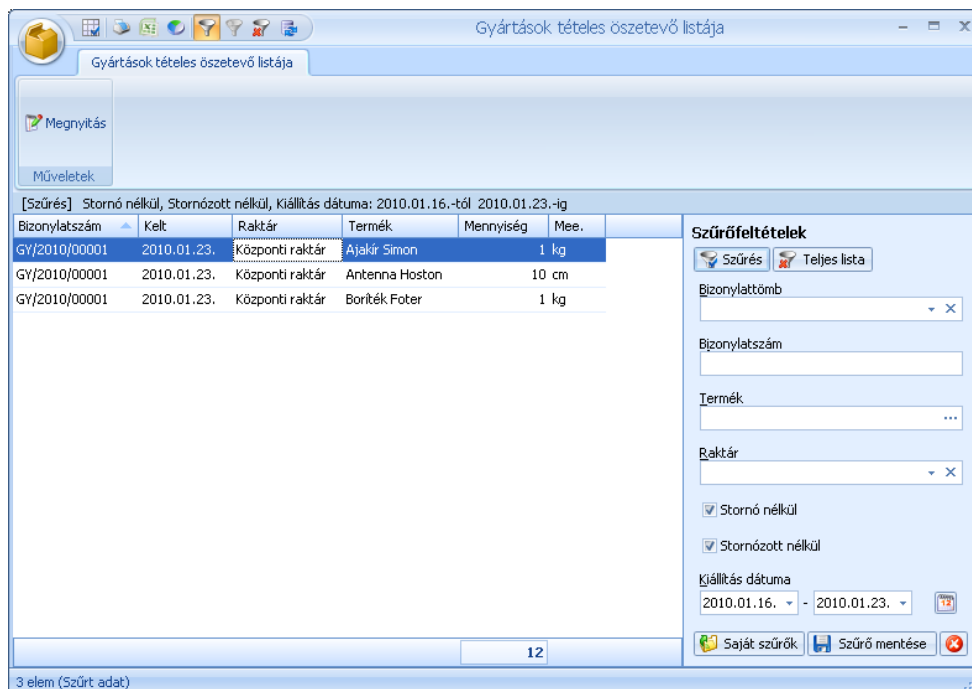 Gyártások tételes öszetevő listája
Gyártások tételes öszetevő listája
Megnyitás
Műveletek
[Szűrés] Stornó nélkül, Stornózott nélkül, Kiállítás dátuma: 2010.01.16.-tól 2010.01.23.-ig
Bizonylatszám Kelt Raktár Termék Mennyiség Mee.
GY/2010/00001 2010.01.23. Központi raktár Ajakír Simon 1 kg
GY/2010/00001 2010.01.23. Központi raktár Antenna Hoston 10 cm
GY/2010/00001 2010.01.23. Központi raktár Boríték Foter 1 kg
12
Szűrőfeltételek
Szűrés Teljes lista
Bizonylattömb
Bizonylatszám
Termék
Raktár
Stornó nélkül
Stornózott nélkül
Kiállítás dátuma
2010.01.16. - 2010.01.23. 12
Saját szűrők Szűrő mentése
3 elem (Szűrt adat)